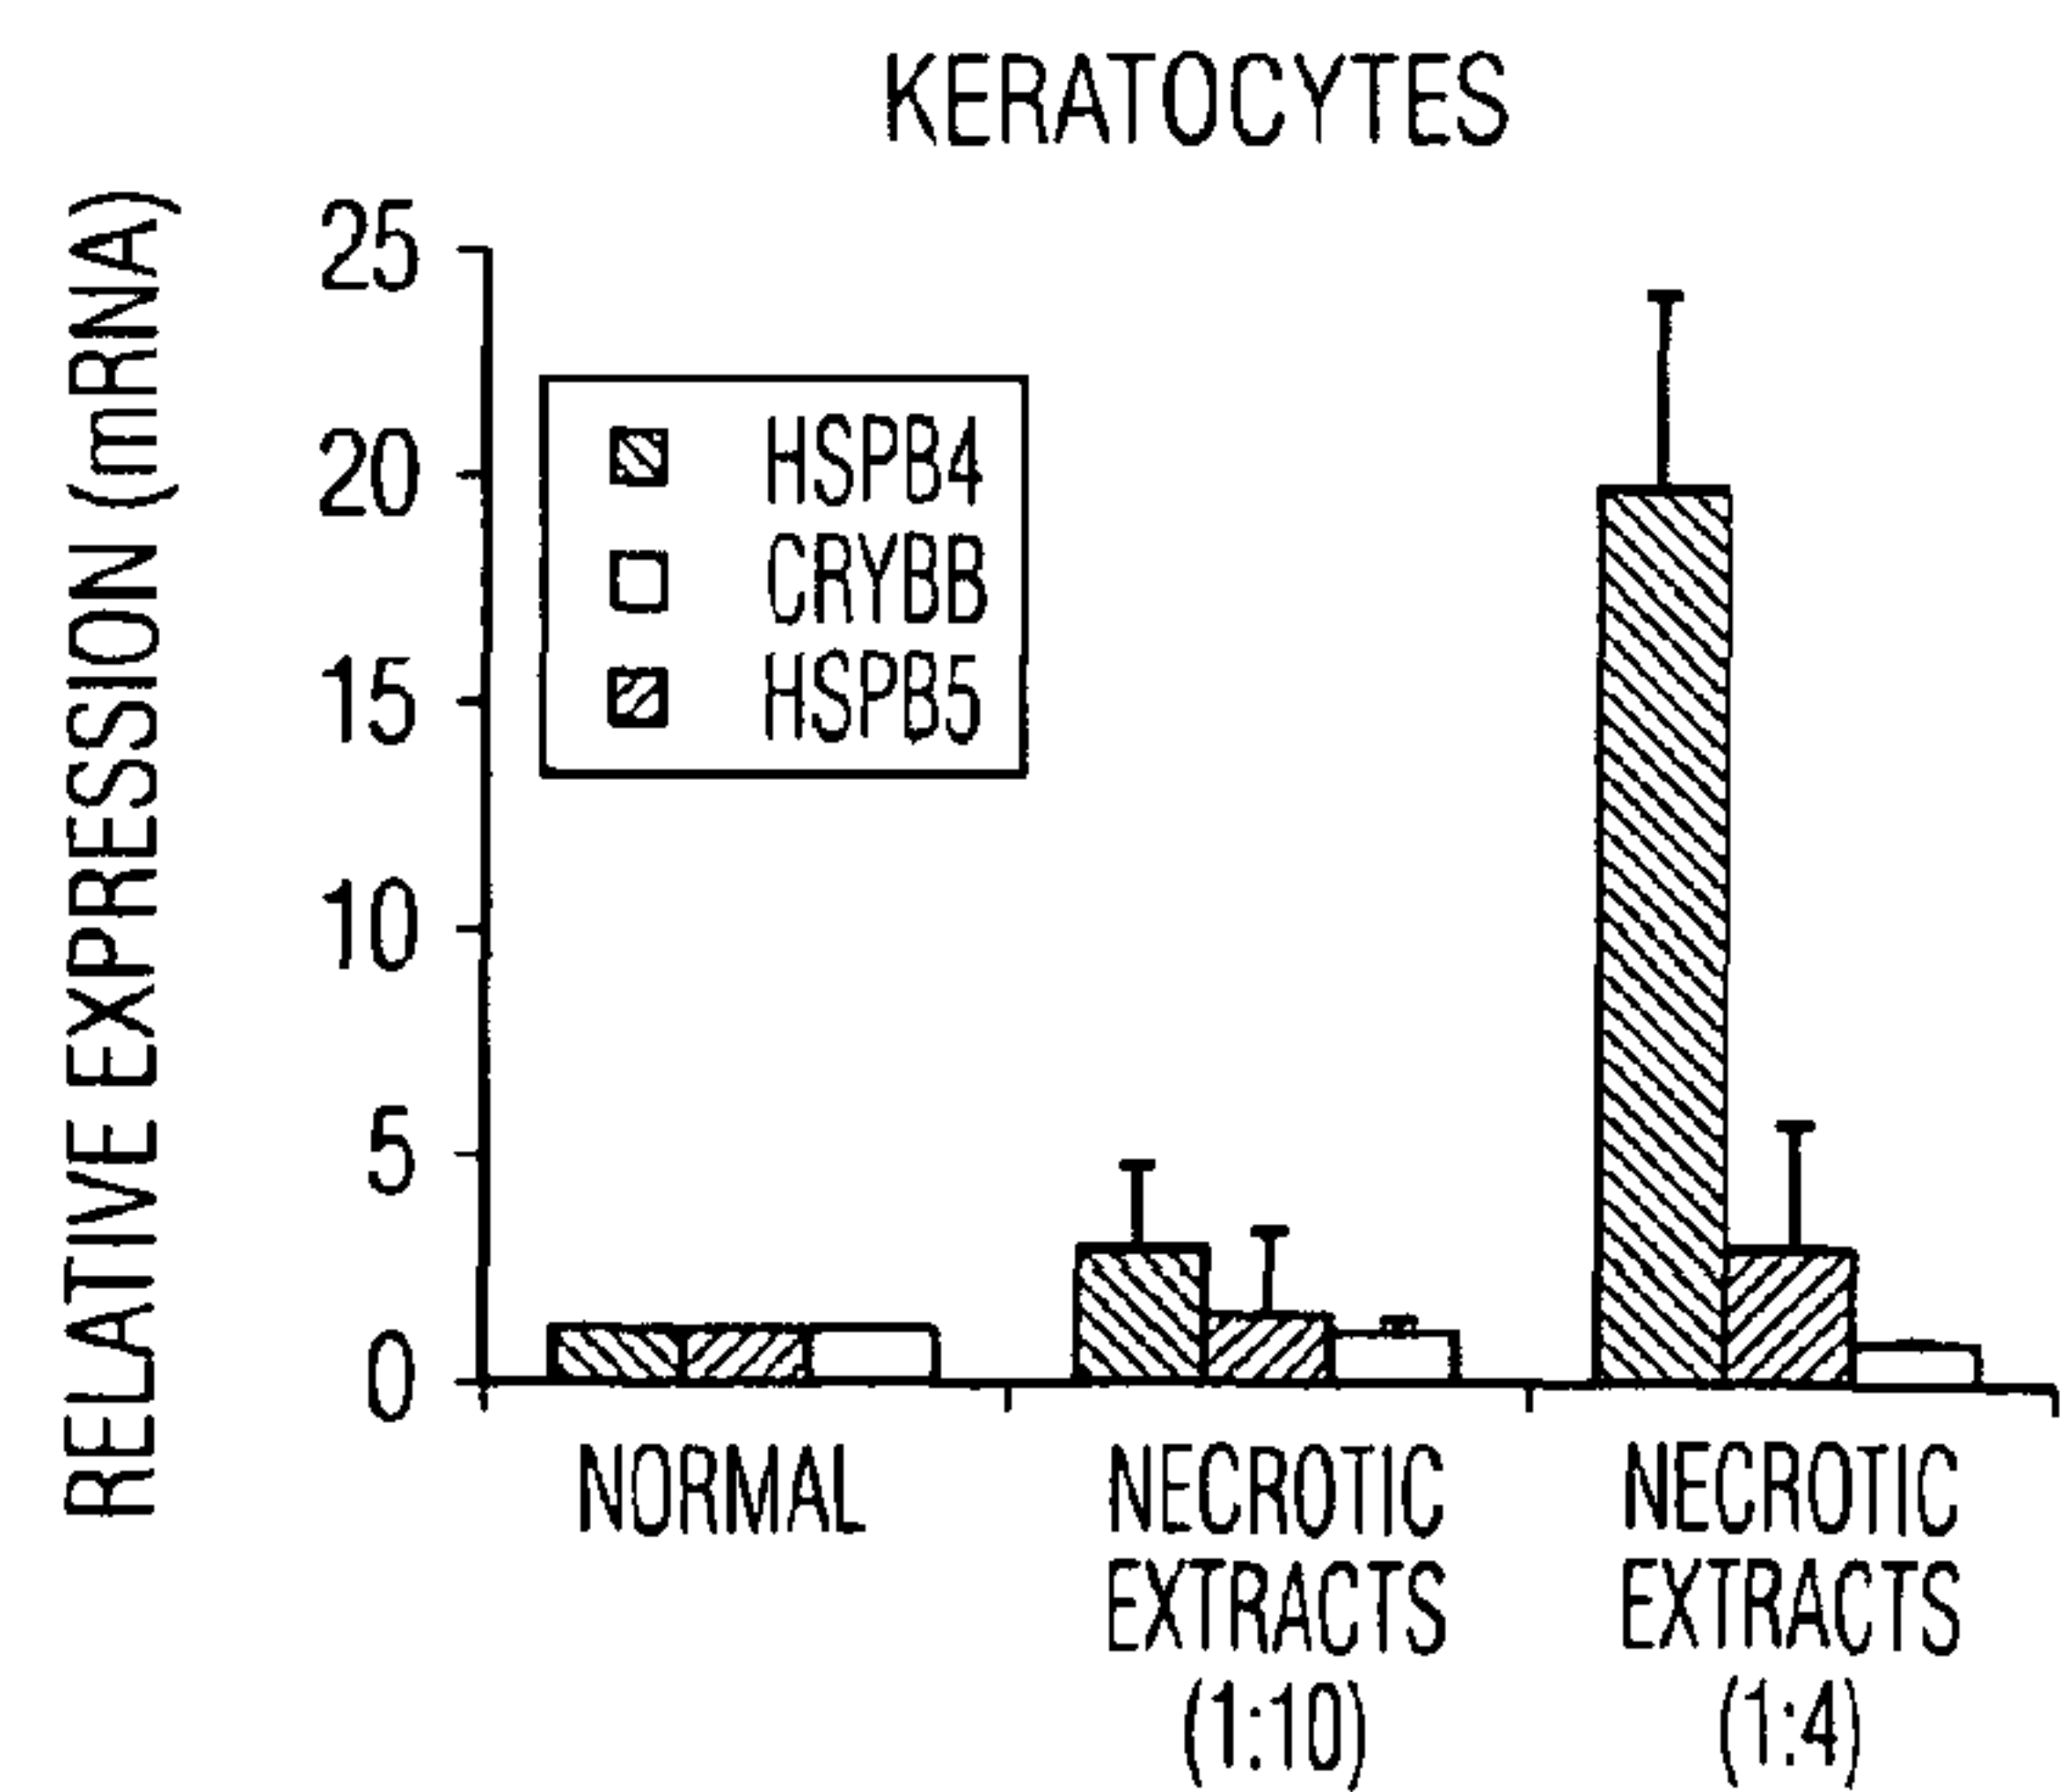 KERATOCYTES
RELATIVE EXPRESSION (mRNA)
25
20
15
10
5
0
HSPB4
CRYBB
HSPB5
NORMAL
NECROTIC
EXTRACTS
(1:10)
NECROTIC
EXTRACTS
(1:4)